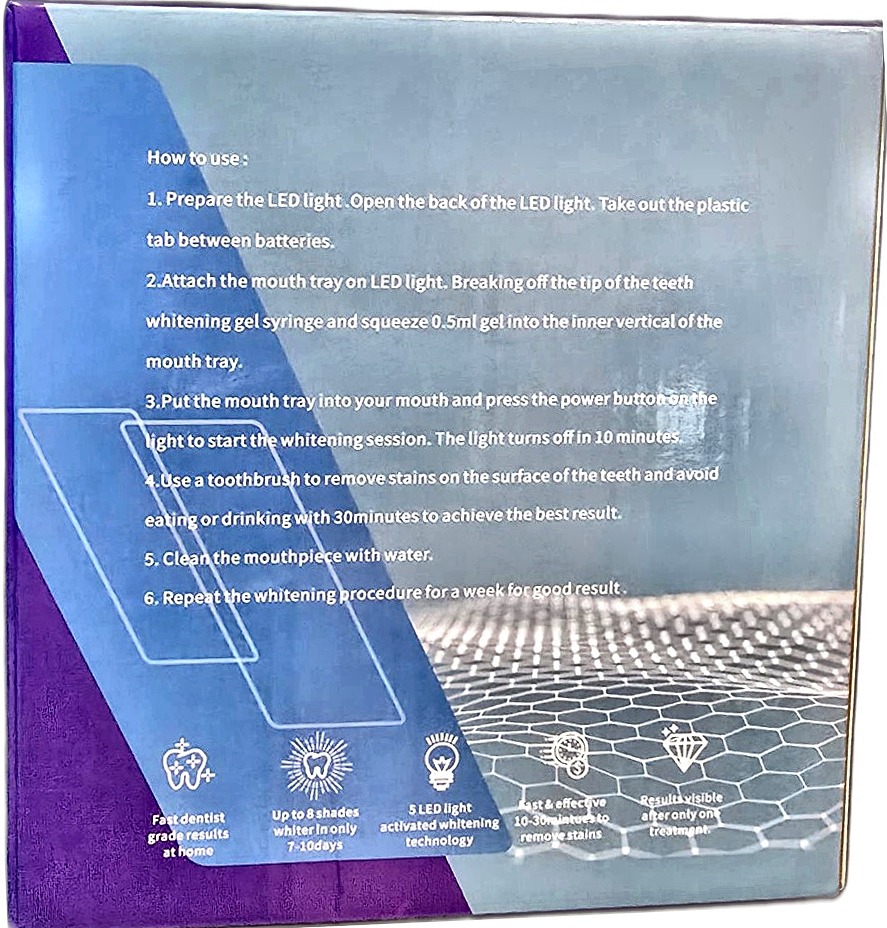 How to use :
1. Prepare the LED light .Open the back of the LED light. Take out the plastic
tab between batteries.
2.Attach the mouth tray on LED light. Breaking off the tip of the teeth
whitening gel syringe and squeeze 0.5ml gel into the inner vertical of the
mouth tray.
3.Put the mouth tray into your mouth and press the power button on the
light to start the whitening session. The light turns off in 10 minutes.
4.Use a toothbrush to remove stains on the surface of the teeth and avoid
eating or drinking with 30minutes to achieve the best result.
5. Clean the mouthpiece with water.
6. Repeat the whitening procedure for a week for good result .
Fast dentist
grade results
at home
Up to 8 shades
whiter in only
7-10days
5 LED light
activated whitening
technology
Fast & effective
10-30mintues to
remove stains
Results visible
after only one
treatment.